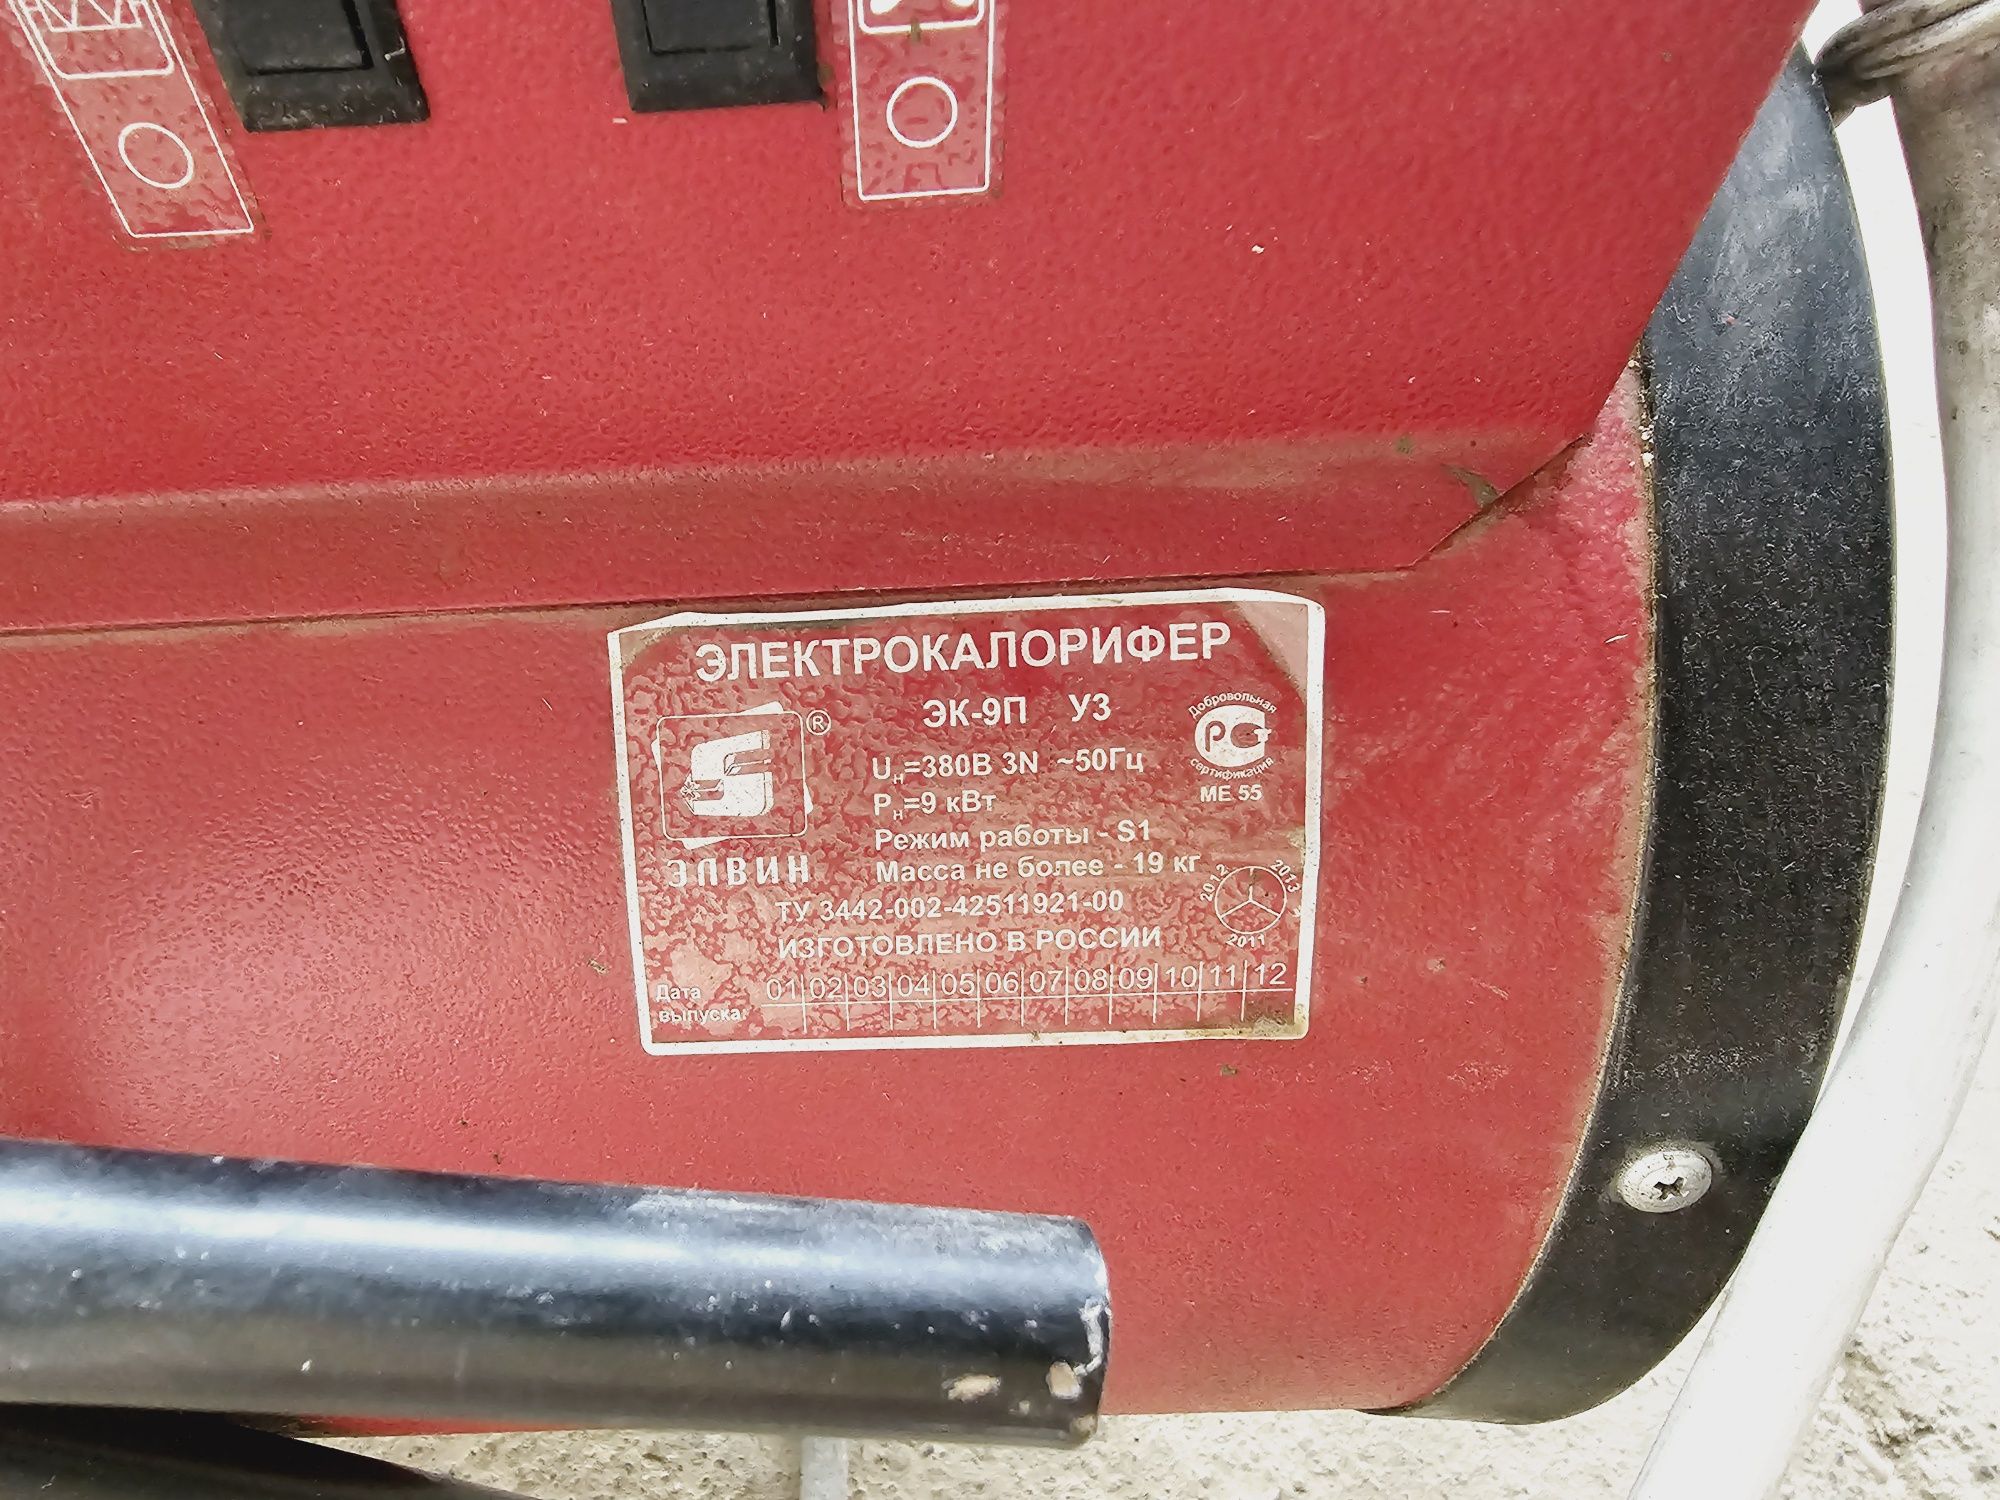 ЭЛЕКТРОКАЛОРИФЕР
ЭК-9П У3
®
ЭЛВИН
Uн=380В 3N ~50Гц
Pн=9 кВт
Режим работы - S1
Масса не более - 19 кг
ТУ 3442-002-42511921-00
ИЗГОТОВЛЕНО В РОССИИ
Добровольная
РСТ
сертификация
МЕ 55
2012 2013
2011
Дата выпуска:
01 02 03 04 05 06 07 08 09 10 11 12